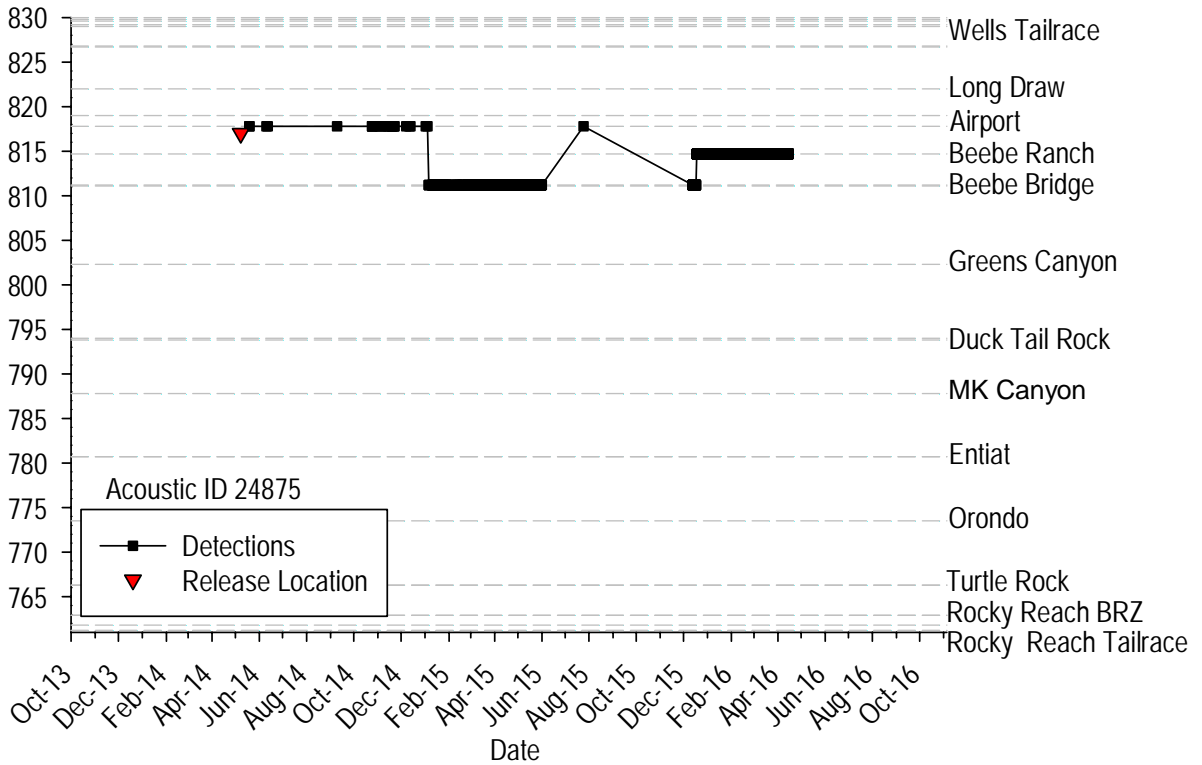 830
Wells Tailrace
825
820
Long Draw
Airport
815
Beebe Ranch
810
Beebe Bridge
805
Greens Canyon
800
795
Duck Tail Rock
790
MK Canyon
785
780
Entiat
775
Acoustic ID 24875
Orondo
770
Detections
765
Release Location
Turtle Rock
Rocky Reach BRZ
Rocky Reach Tailrace
Oct-13
Dec-13
Feb-14
Apr-14
Jun-14
Aug-14
Oct-14
Dec-14
Feb-15
Apr-15
Jun-15
Aug-15
Oct-15
Dec-15
Feb-16
Apr-16
Jun-16
Aug-16
Oct-16
Date